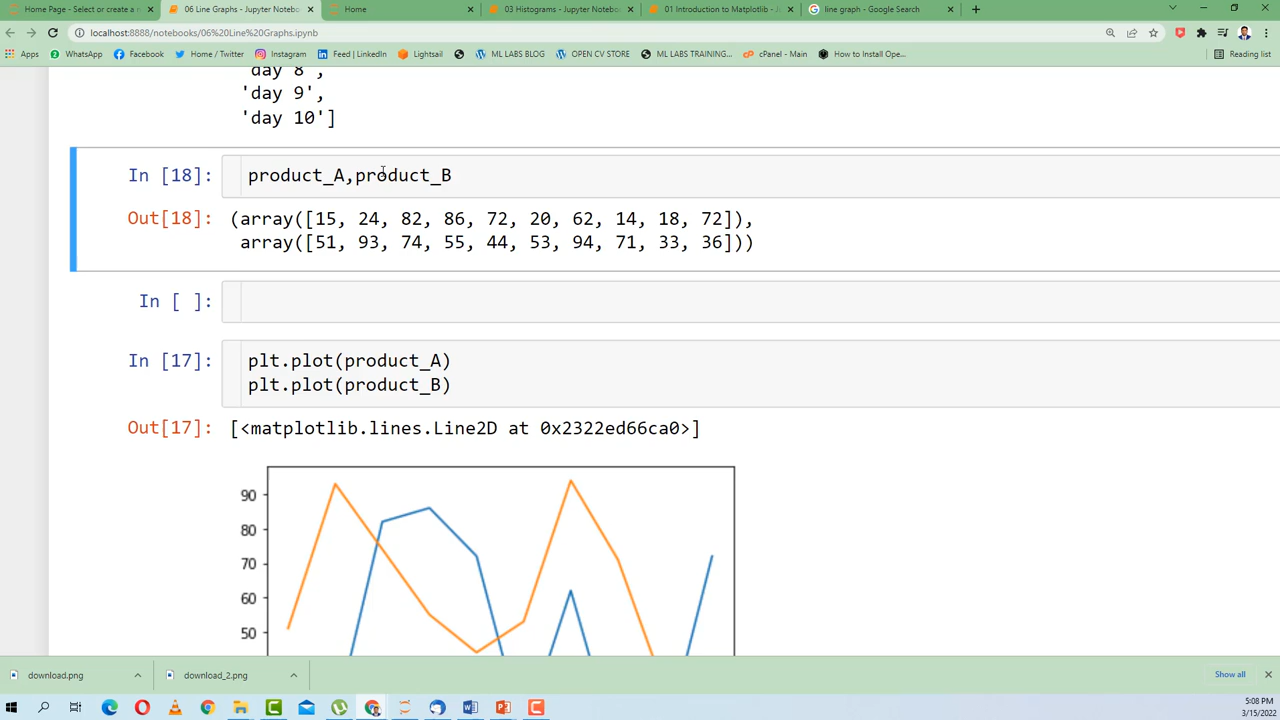 Home Page - Select or create a n
06 Line Graphs - Jupyter Notebo
Home
03 Histograms - Jupyter Noteboo
01 Introduction to Matplotlib - J
line graph - Google Search
localhost:8888/notebooks/06%20Line%20Graphs.ipynb
Apps
WhatsApp
Facebook
Home / Twitter
Instagram
Feed | LinkedIn
Lightsail
ML LABS BLOG
OPEN CV STORE
ML LABS TRAINING...
cPanel - Main
How to Install Ope...
Reading list
'day 8',
'day 9',
'day 10']
In [18]:
product_A,product_B
Out[18]:
(array([15, 24, 82, 86, 72, 20, 62, 14, 18, 72]),
array([51, 93, 74, 55, 44, 53, 94, 71, 33, 36]))
In [ ]:
In [17]:
plt.plot(product_A)
plt.plot(product_B)
Out[17]:
[<matplotlib.lines.Line2D at 0x2322ed66ca0>]
90
80
70
60
50
download.png
download_2.png
Show all
5:08 PM
3/15/2022